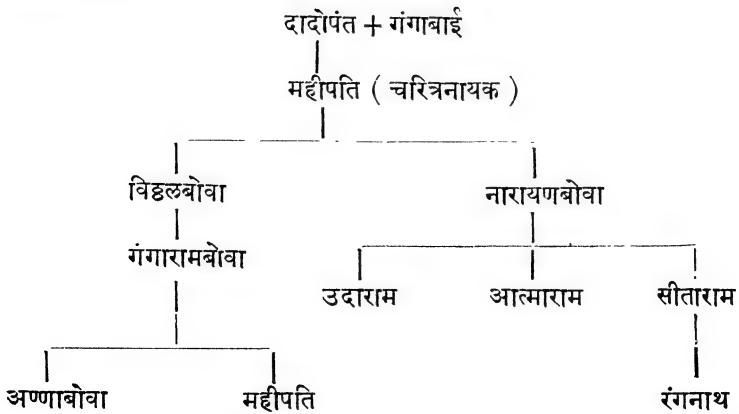 दादोपंत + गंगाबाई
महीपति ( चरित्रनायक )
विठ्ठलबोवा नारायणबोवा
गंगारामबोवा
उदाराम आत्माराम सीताराम
अण्णाबोवा महीपति रंगनाथ